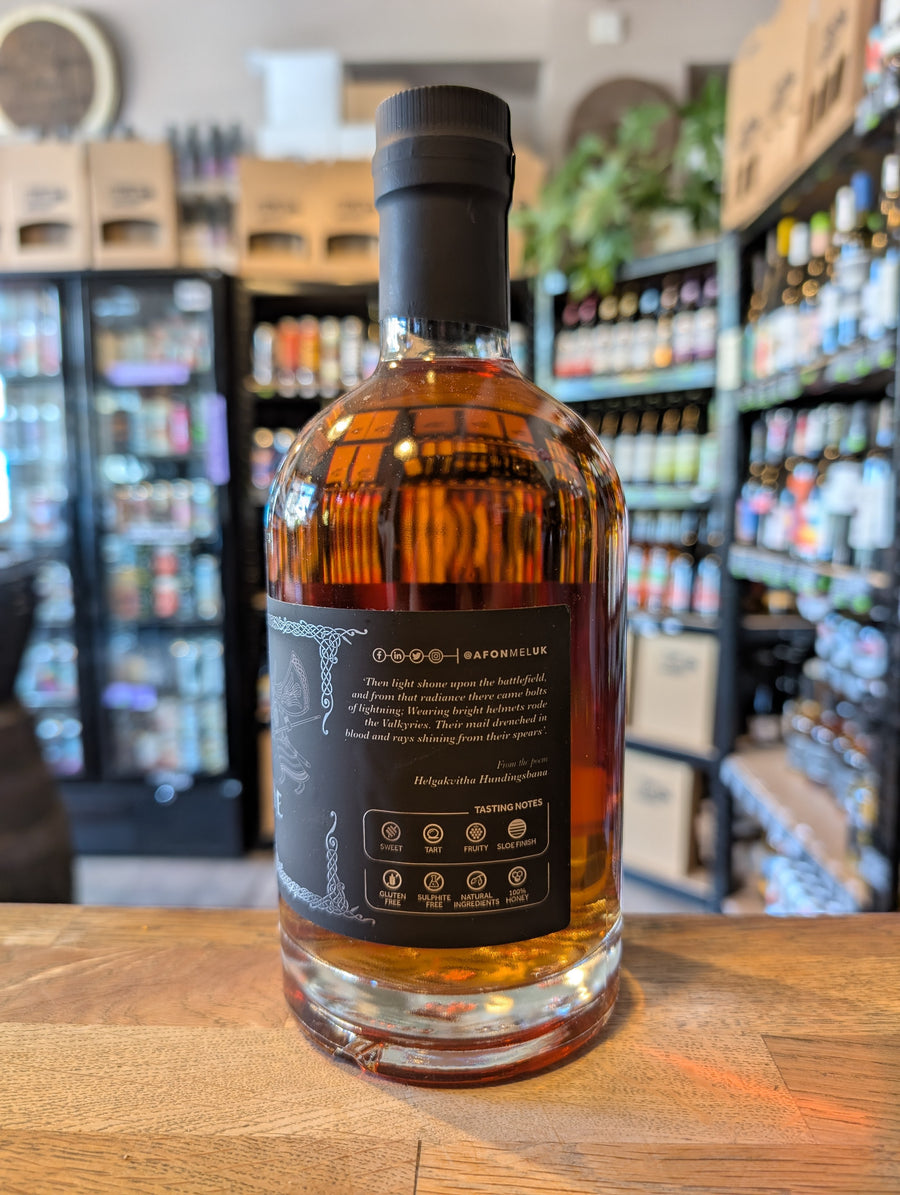 @AFONMELUK
'Then light shone upon the battlefield,
and from that radiance there came bolts
of lightning; Wearing bright helmets rode
the Valkyries. Their mail drenched in
blood and rays shining from their spears'.
From the poem
Helgakvitha Hundingsbana
TASTING NOTES
SWEET TART FRUITY SLOE FINISH
GLUTEN FREE SULPHITE FREE NATURAL INGREDIENTS 100% HONEY
E